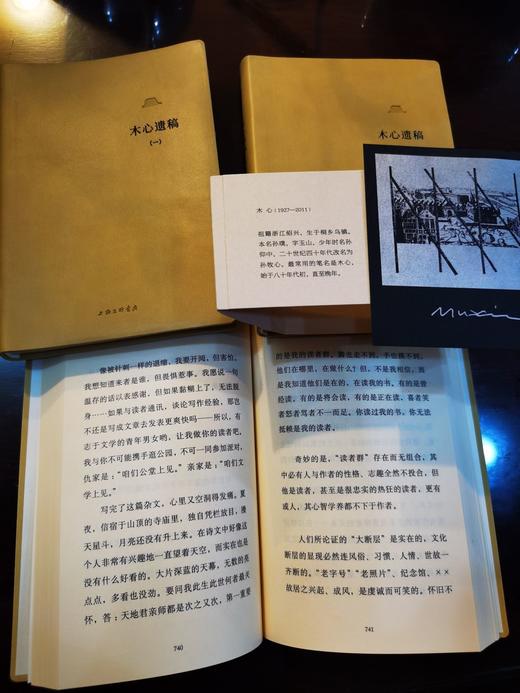 木心遗稿
(一)
上海三联书店
木心遗稿
木 心 (1927—2011)
祖籍浙江绍兴,生于桐乡乌镇。
本名孙璞,字玉山,少年时名孙
仰中,二十世纪四十年代改名为
孙牧心。最常用的笔名是木心,
始于八十年代初,直至晚年。
Muxin
像被针刺一样的退缩,我要开阅,但害怕,
我想知道来者是谁,但畏惧惹事。我愿说一句
温存的话以表感谢,但如果黏糊上了,无法脱
身……如果与读者通讯,谈论写作经验,那岂
不还是写成文章去发表更爽快吗——所以,有
志于文学的青年男女哟,让我做你的读者吧,
我与你不可能携手逛公园,不可一同参加派对,
仇家是:“咱们公堂上见。”亲家是:“咱们文
学上见。”
写完了这篇杂文,心里又空洞得发痛。夏
夜,信宿于山顶的寺庙里,独自凭栏放目,漫
天星斗,月亮还没有升上来。在诗文中好像这
个人非常有兴趣地一直望着天空,而实在也是
没有什么好看的。大片深蓝的天幕,无数的亮
点点,多看也没劲。要问我此生此世何者最关
怀,答:天地君亲师都是次之又次,第一重要
740
的是我的读者群。靠也走不到,手也搀不到,
他们在哪里,在做什么?但,不是我相信,而
是我知道他们是在的,在读我的书。有的是曾
经读,有的是将会读,有的是正在读。喜者笑
者怒者骂者不一而足。你读过我的书,你无法
抵赖是我的读者。
奇妙的是,“读者群”存在而无组合,其
中必有人与作者的性格、志趣全然不投合,但
他是读者,甚至是很忠实的热狂的读者,更有
或人,其心智学养都不下于作者。
人们所论证的“大断层”是实在的,文化
断层的显现必然连风俗、习惯、人情、世故一
齐断的。“老字号”“老照片”、纪念馆、××
故居之兴起、成风,是虔诚而可笑的。怀旧不
741